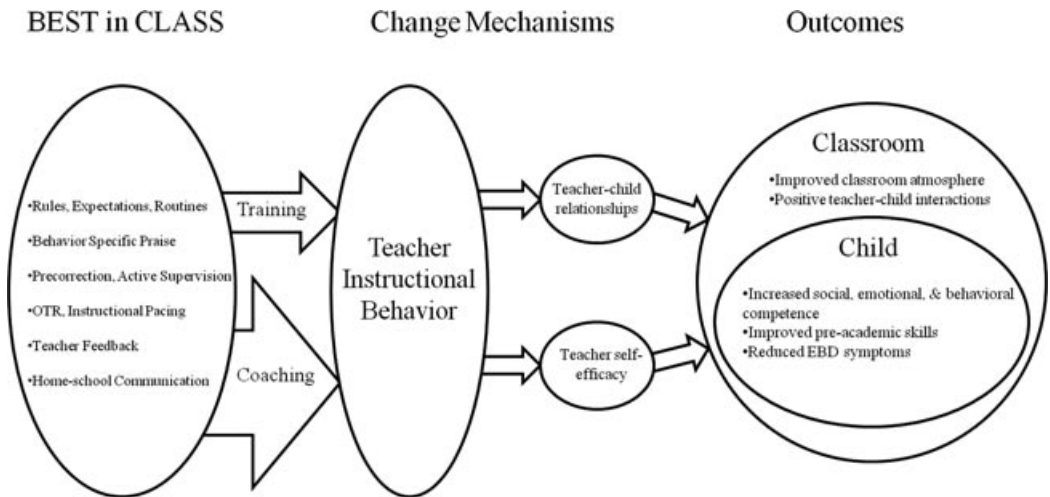 BEST in CLASS
Change Mechanisms
Outcomes
•Rules, Expectations, Routines
•Behavior Specific Praise
•Precorrection, Active Supervision
•OTR, Instructional Pacing
•Teacher Feedback
•Home-school Communication
Training
Coaching
Teacher
Instructional
Behavior
Teacher-child
relationships
Teacher self-
efficacy
Classroom
•Improved classroom atmosphere
•Positive teacher-child interactions
Child
•Increased social, emotional, & behavioral
competence
•Improved pre-academic skills
•Reduced EBD symptoms